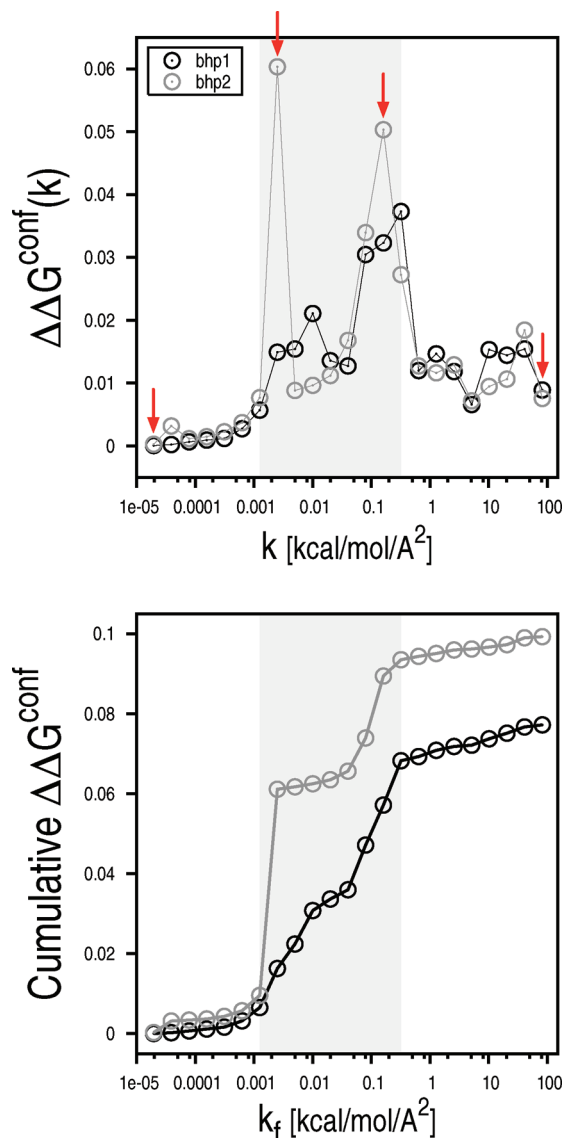 bhp1
bhp2
0.06
0.05
0.04
0.03
0.02
0.01
0
ΔΔG^conf(k)
1e-05 0.0001 0.001 0.01 0.1 1 10 100
k [kcal/mol/A²]
0.1
0.08
0.06
0.04
0.02
0
Cumulative ΔΔG^conf
1e-05 0.0001 0.001 0.01 0.1 1 10 100
k_f [kcal/mol/A²]